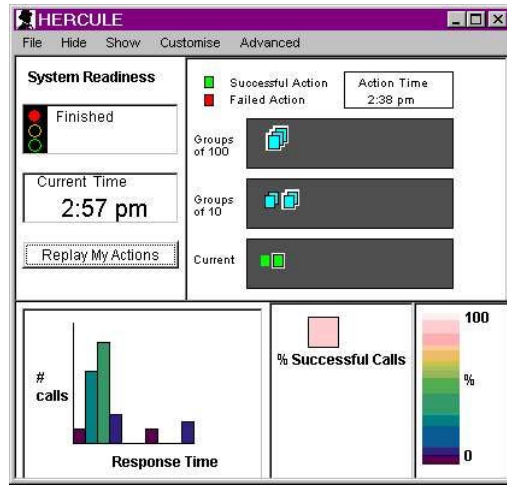 HERCULE
File Hide Show Customise Advanced
System Readiness
Finished
Current Time
2:57 pm
Replay My Actions
Successful Action
Failed Action
Action Time
2:38 pm
Groups
of 100
Groups
of 10
Current
#
calls
Response Time
% Successful Calls
100
%
0